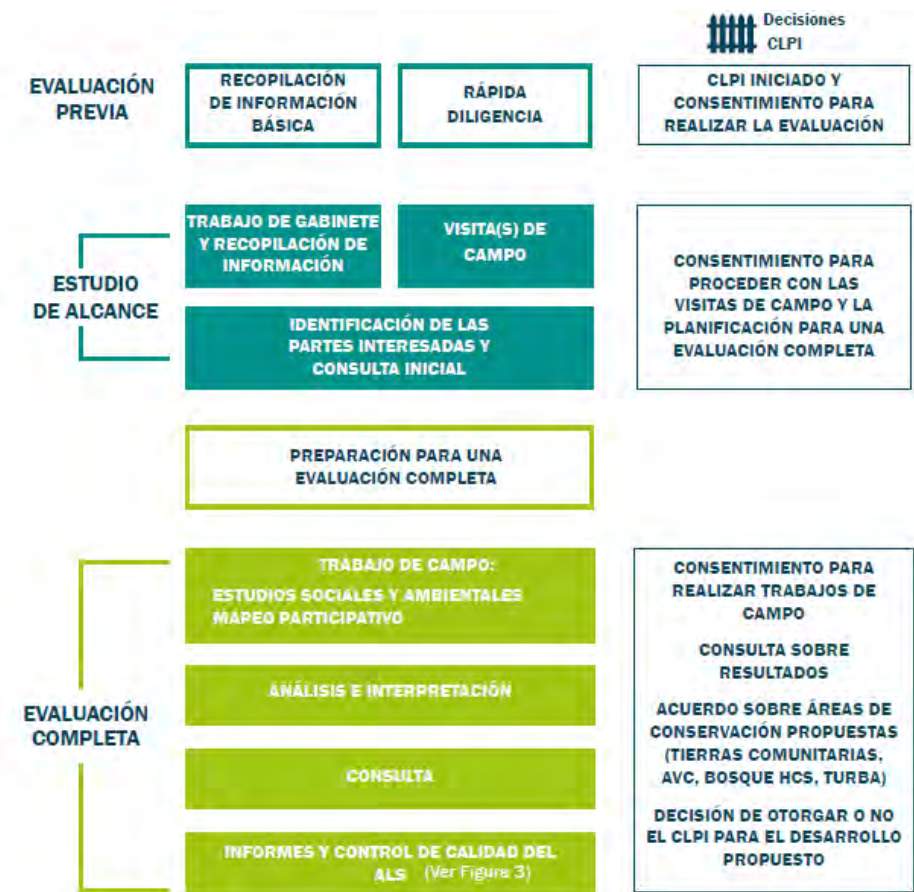 Decisiones
CLPI
EVALUACIÓN
PREVIA
RECOPILACIÓN
DE INFORMACIÓN
BÁSICA
RÁPIDA
DILIGENCIA
CLPI INICIADO Y
CONSENTIMIENTO PARA
REALIZAR LA EVALUACIÓN
ESTUDIO
DE ALCANCE
TRABAJO DE GABINETE
Y RECOPILACIÓN DE
INFORMACIÓN
VISITA(S) DE
CAMPO
IDENTIFICACIÓN DE LAS
PARTES INTERESADAS Y
CONSULTA INICIAL
CONSENTIMIENTO PARA
PROCEDER CON LAS
VISITAS DE CAMPO Y LA
PLANIFICACIÓN PARA UNA
EVALUACIÓN COMPLETA
PREPARACIÓN PARA UNA
EVALUACIÓN COMPLETA
EVALUACIÓN
COMPLETA
TRABAJO DE CAMPO:
ESTUDIOS SOCIALES Y AMBIENTALES
MAPEO PARTICIPATIVO
ANÁLISIS E INTERPRETACIÓN
CONSULTA
INFORMES Y CONTROL DE CALIDAD DEL
ALS (Ver Figura 3)
CONSENTIMIENTO PARA
REALIZAR TRABAJOS DE
CAMPO
CONSULTA SOBRE
RESULTADOS
ACUERDO SOBRE ÁREAS DE
CONSERVACIÓN PROPUESTAS
(TIERRAS COMUNITARIAS,
AVC, BOSQUE HCS, TURBA)
DECISIÓN DE OTORGAR O NO
EL CLPI PARA EL DESARROLLO
PROPUESTO